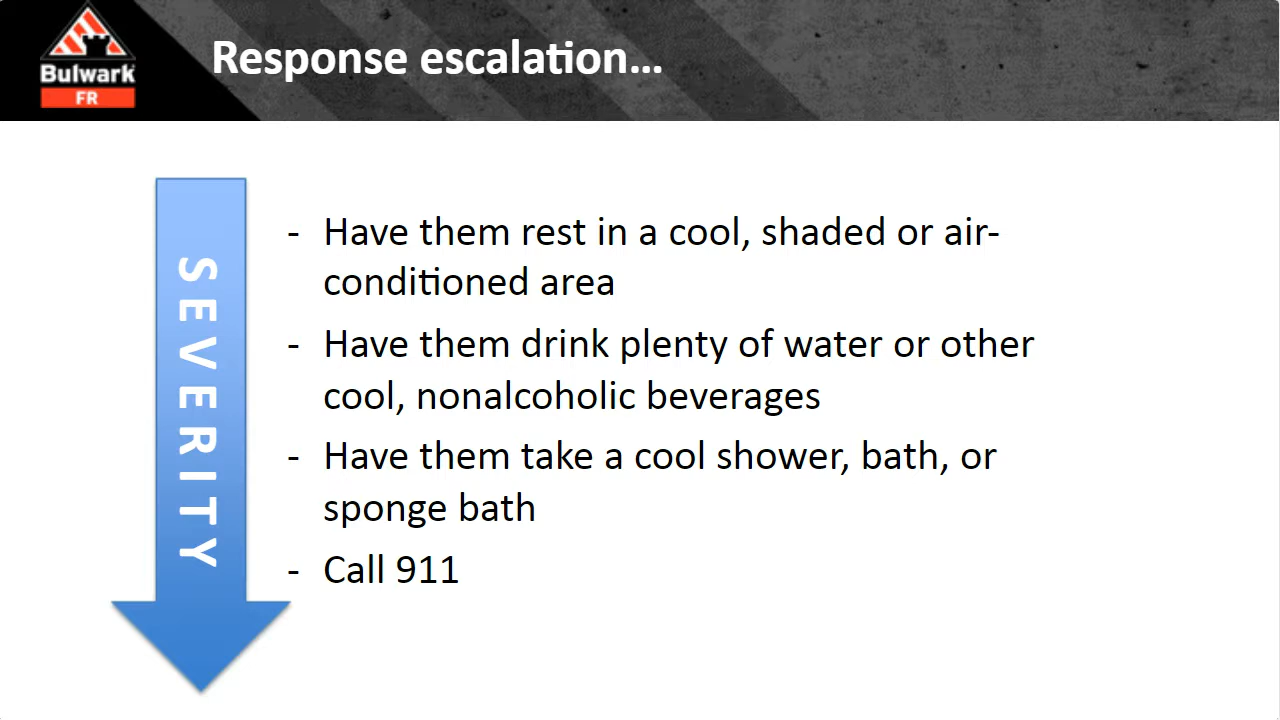 Bulwark
FR
Response escalation...
SEVERITY
- Have them rest in a cool, shaded or air-
conditioned area
- Have them drink plenty of water or other
cool, nonalcoholic beverages
- Have them take a cool shower, bath, or
sponge bath
- Call 911